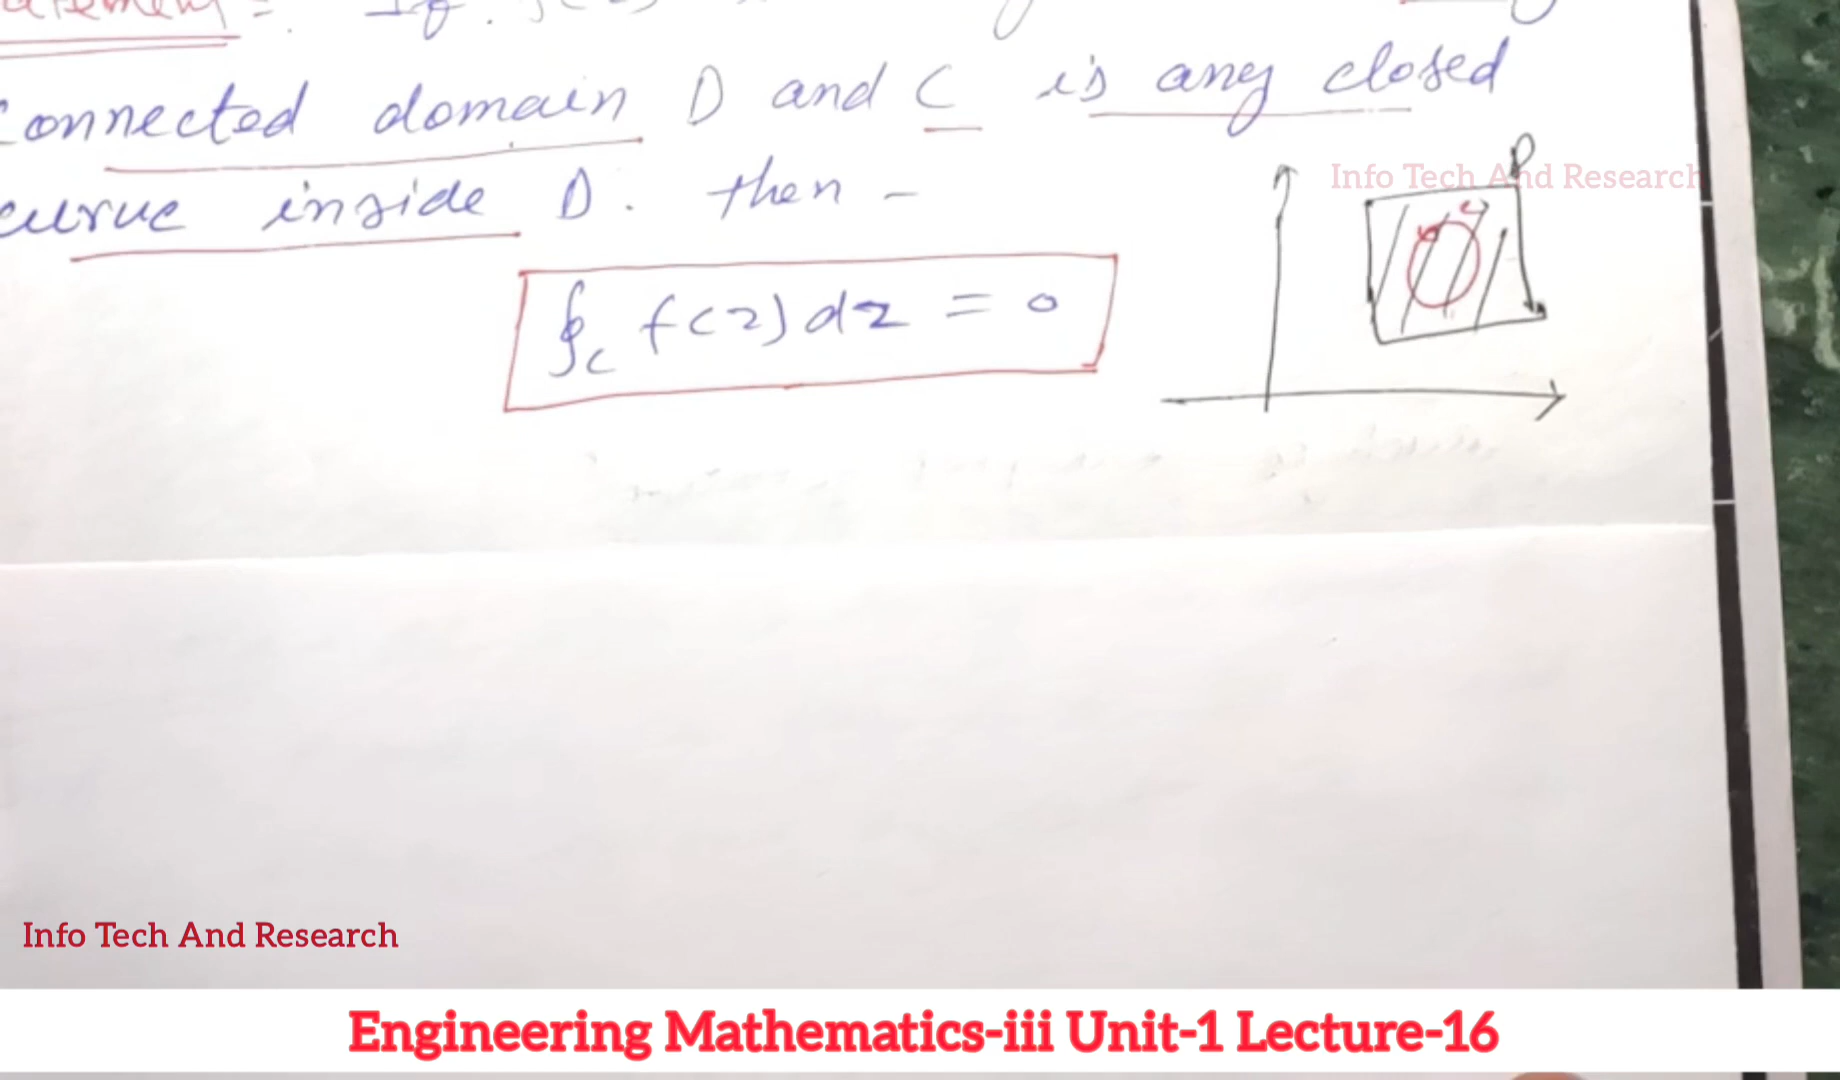 If
connected domain D and C is any closed
curve inside D. then -
∮c f(z) dz = 0
D
C
Info Tech And Research
Info Tech And Research
Engineering Mathematics-iii Unit-1 Lecture-16